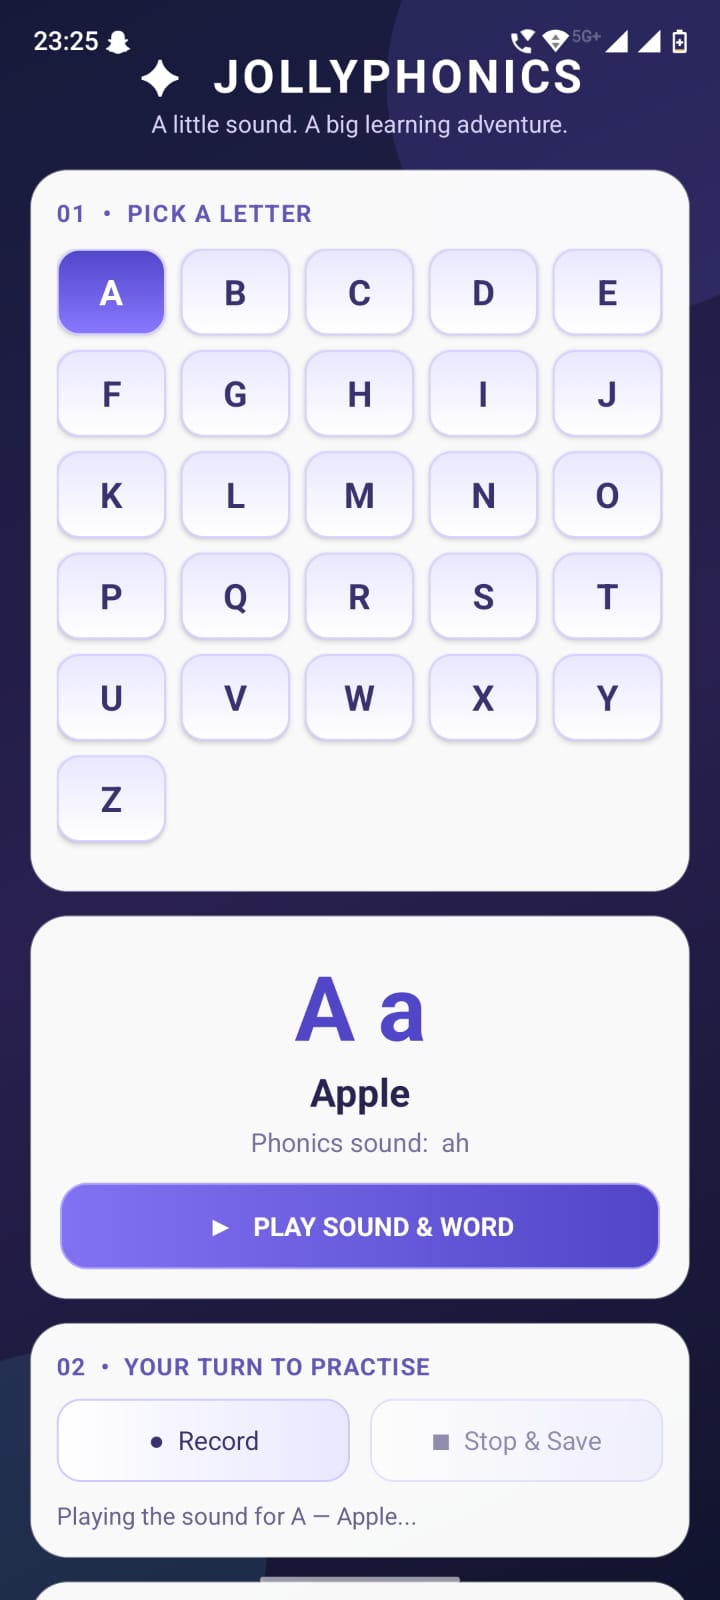 23:25 5G+
✦ JOLLYPHONICS
A little sound. A big learning adventure.
01 • PICK A LETTER
A B C D E
F G H I J
K L M N O
P Q R S T
U V W X Y
Z
A a
Apple
Phonics sound: ah
▶ PLAY SOUND & WORD
02 • YOUR TURN TO PRACTISE
● Record ■ Stop & Save
Playing the sound for A — Apple...